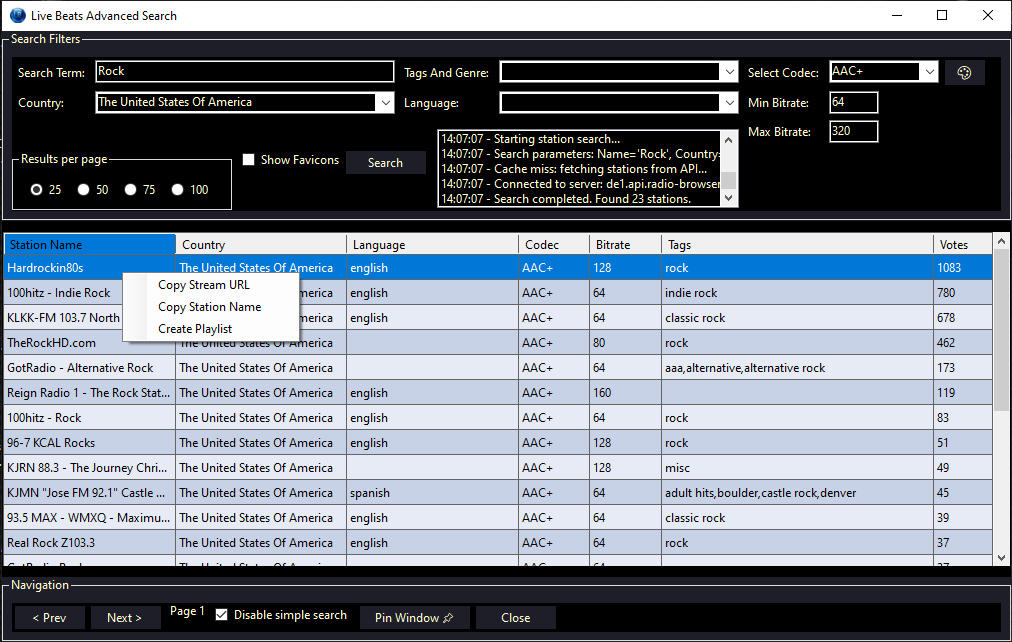 Live Beats Advanced Search
Search Filters
Search Term: Rock Tags And Genre: Select Codec: AAC+
Country: The United States Of America Language: Min Bitrate: 64
Max Bitrate: 320
Results per page
25 50 75 100
Show Favicons Search
14:07:07 - Starting station search...
14:07:07 - Search parameters: Name='Rock', Country=
14:07:07 - Cache miss: fetching stations from API...
14:07:07 - Connected to server: de1.api.radio-browser
14:07:07 - Search completed. Found 23 stations.
Station Name Country Language Codec Bitrate Tags Votes
Hardrockin80s The United States Of America english AAC+ 128 rock 1083
Copy Stream URL
Copy Station Name
Create Playlist
100hitz - Indie Rock merica english AAC+ 64 indie rock 780
KLKK-FM 103.7 North merica english AAC+ 64 classic rock 678
TheRockHD.com The United States Of America AAC+ 80 rock 462
GotRadio - Alternative Rock The United States Of America AAC+ 64 aaa,alternative,alternative rock 173
Reign Radio 1 - The Rock Stat... The United States Of America english AAC+ 160 119
100hitz - Rock The United States Of America english AAC+ 64 rock 83
96-7 KCAL Rocks The United States Of America english AAC+ 128 rock 51
KJRN 88.3 - The Journey Chri... The United States Of America AAC+ 128 misc 49
KJMN "Jose FM 92.1" Castle ... The United States Of America spanish AAC+ 64 adult hits,boulder,castle rock,denver 45
93.5 MAX - WMXQ - Maximu... The United States Of America english AAC+ 64 classic rock 39
Real Rock Z103.3 The United States Of America english AAC+ 64 rock 37
Navigation
< Prev Next > Page 1 Disable simple search Pin Window Close